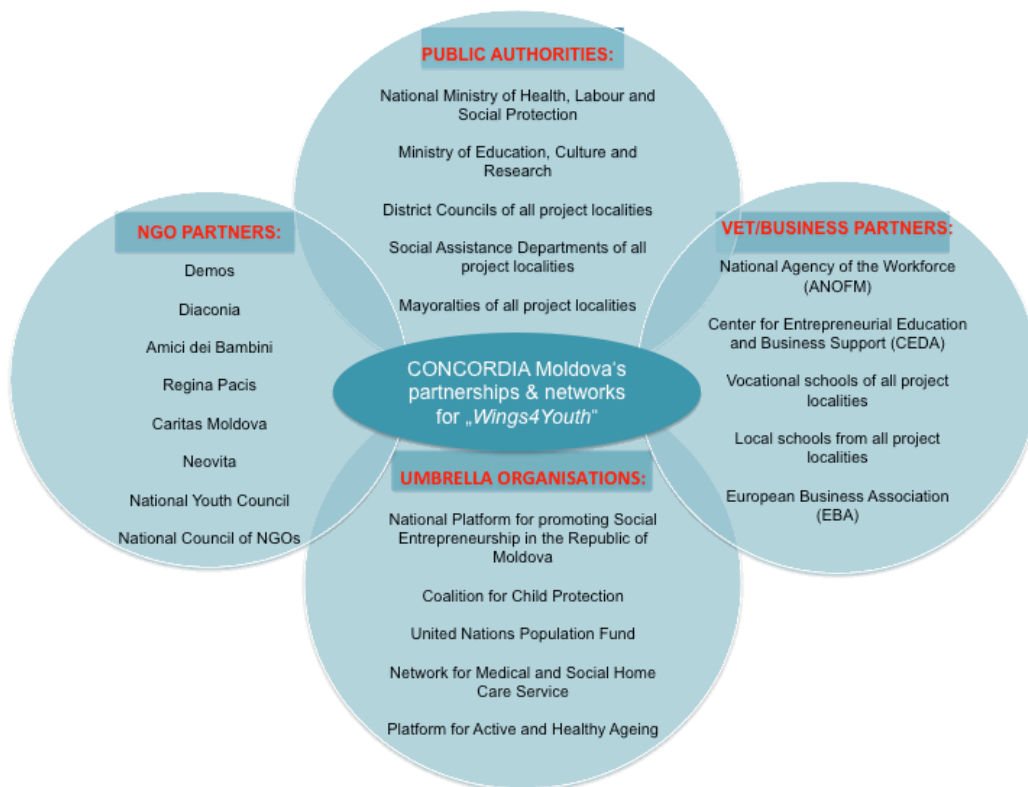 PUBLIC AUTHORITIES:
National Ministry of Health, Labour and
Social Protection
Ministry of Education, Culture and
Research
District Councils of all project localities
Social Assistance Departments of all
project localities
Mayoralties of all project localities
NGO PARTNERS:
Demos
Diaconia
Amici dei Bambini
Regina Pacis
Caritas Moldova
Neovita
National Youth Council
National Council of NGOs
CONCORDIA Moldova's
partnerships & networks
for „Wings4Youth“
VET/BUSINESS PARTNERS:
National Agency of the Workforce
(ANOFM)
Center for Entrepreneurial Education
and Business Support (CEDA)
Vocational schools of all project
localities
Local schools from all project
localities
European Business Association
(EBA)
UMBRELLA ORGANISATIONS:
National Platform for promoting Social
Entrepreneurship in the Republic of
Moldova
Coalition for Child Protection
United Nations Population Fund
Network for Medical and Social Home
Care Service
Platform for Active and Healthy Ageing